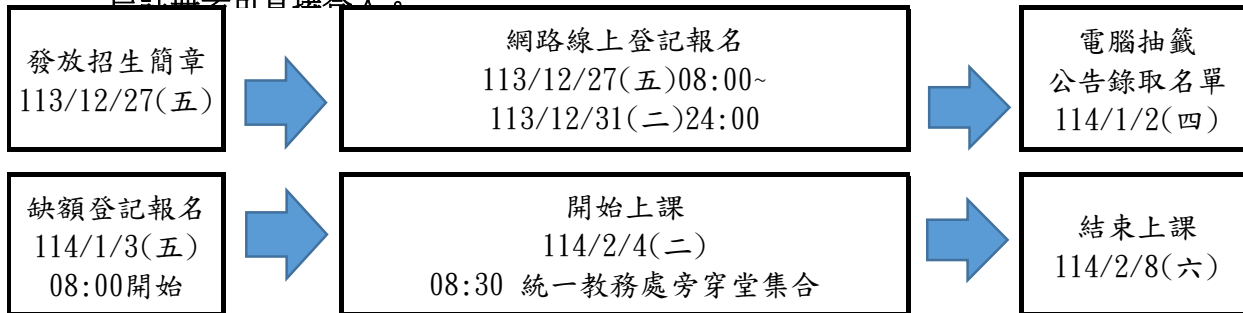 發放招生簡章
113/12/27(五)
網路線上登記報名
113/12/27(五)08:00~
113/12/31(二)24:00
電腦抽籤
公告錄取名單
114/1/2(四)
缺額登記報名
114/1/3(五)
08:00開始
開始上課
114/2/4(二)
08:30 統一教務處旁穿堂集合
結束上課
114/2/8(六)